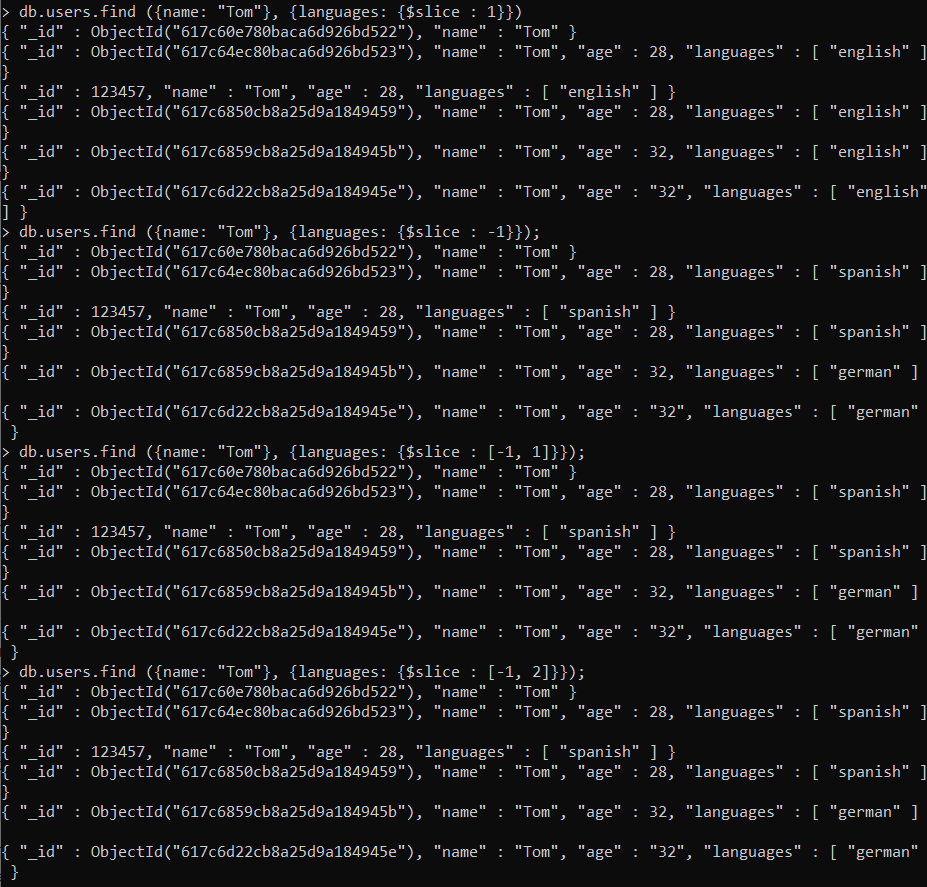 > db.users.find ({name: "Tom"}, {languages: {$slice : 1}})
{ "_id" : ObjectId("617c60e780baca6d926bd522"), "name" : "Tom" }
{ "_id" : ObjectId("617c64ec80baca6d926bd523"), "name" : "Tom", "age" : 28, "languages" : [ "english" ]
}
{ "_id" : 123457, "name" : "Tom", "age" : 28, "languages" : [ "english" ] }
{ "_id" : ObjectId("617c6850cb8a25d9a1849459"), "name" : "Tom", "age" : 28, "languages" : [ "english" ]
}
{ "_id" : ObjectId("617c6859cb8a25d9a184945b"), "name" : "Tom", "age" : 32, "languages" : [ "english" ]
}
{ "_id" : ObjectId("617c6d22cb8a25d9a184945e"), "name" : "Tom", "age" : "32", "languages" : [ "english"
] }
> db.users.find ({name: "Tom"}, {languages: {$slice : -1}});
{ "_id" : ObjectId("617c60e780baca6d926bd522"), "name" : "Tom" }
{ "_id" : ObjectId("617c64ec80baca6d926bd523"), "name" : "Tom", "age" : 28, "languages" : [ "spanish" ]
}
{ "_id" : 123457, "name" : "Tom", "age" : 28, "languages" : [ "spanish" ] }
{ "_id" : ObjectId("617c6850cb8a25d9a1849459"), "name" : "Tom", "age" : 28, "languages" : [ "spanish" ]
}
{ "_id" : ObjectId("617c6859cb8a25d9a184945b"), "name" : "Tom", "age" : 32, "languages" : [ "german" ]
{ "_id" : ObjectId("617c6d22cb8a25d9a184945e"), "name" : "Tom", "age" : "32", "languages" : [ "german"
}
> db.users.find ({name: "Tom"}, {languages: {$slice : [-1, 1]}});
{ "_id" : ObjectId("617c60e780baca6d926bd522"), "name" : "Tom" }
{ "_id" : ObjectId("617c64ec80baca6d926bd523"), "name" : "Tom", "age" : 28, "languages" : [ "spanish" ]
}
{ "_id" : 123457, "name" : "Tom", "age" : 28, "languages" : [ "spanish" ] }
{ "_id" : ObjectId("617c6850cb8a25d9a1849459"), "name" : "Tom", "age" : 28, "languages" : [ "spanish" ]
}
{ "_id" : ObjectId("617c6859cb8a25d9a184945b"), "name" : "Tom", "age" : 32, "languages" : [ "german" ]
{ "_id" : ObjectId("617c6d22cb8a25d9a184945e"), "name" : "Tom", "age" : "32", "languages" : [ "german"
}
> db.users.find ({name: "Tom"}, {languages: {$slice : [-1, 2]}});
{ "_id" : ObjectId("617c60e780baca6d926bd522"), "name" : "Tom" }
{ "_id" : ObjectId("617c64ec80baca6d926bd523"), "name" : "Tom", "age" : 28, "languages" : [ "spanish" ]
}
{ "_id" : 123457, "name" : "Tom", "age" : 28, "languages" : [ "spanish" ] }
{ "_id" : ObjectId("617c6850cb8a25d9a1849459"), "name" : "Tom", "age" : 28, "languages" : [ "spanish" ]
}
{ "_id" : ObjectId("617c6859cb8a25d9a184945b"), "name" : "Tom", "age" : 32, "languages" : [ "german" ]
{ "_id" : ObjectId("617c6d22cb8a25d9a184945e"), "name" : "Tom", "age" : "32", "languages" : [ "german"
}